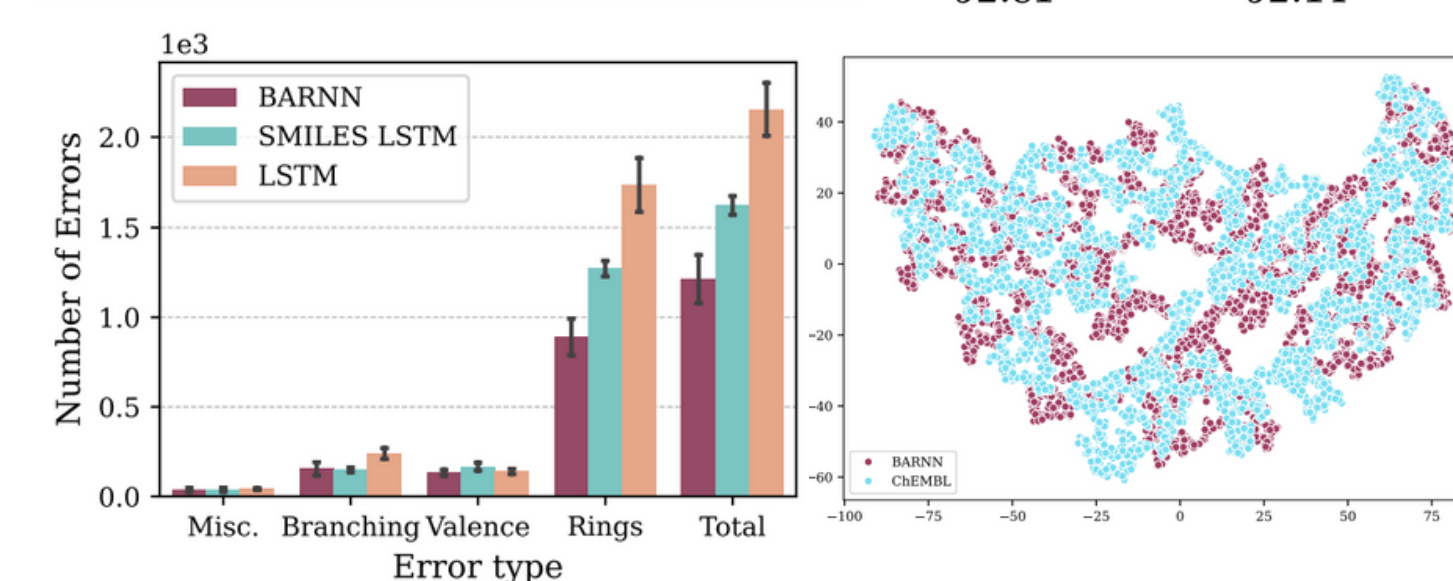 1e3
BARNN
SMILES LSTM
LSTM
Number of Errors
2.0
1.5
1.0
0.5
0.0
Misc. Branching Valence Rings Total
Error type
40
20
0
−20
−40
−60
BARNN
ChEMBL
−100 −75 −50 −25 0 25 50 75